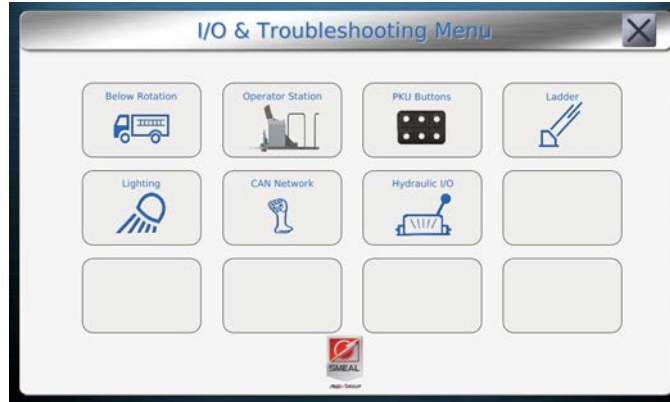 I/O & Troubleshooting Menu
Below Rotation
Operator Station
PKU Buttons
Ladder
Lighting
CAN Network
Hydraulic I/O
SMEAL